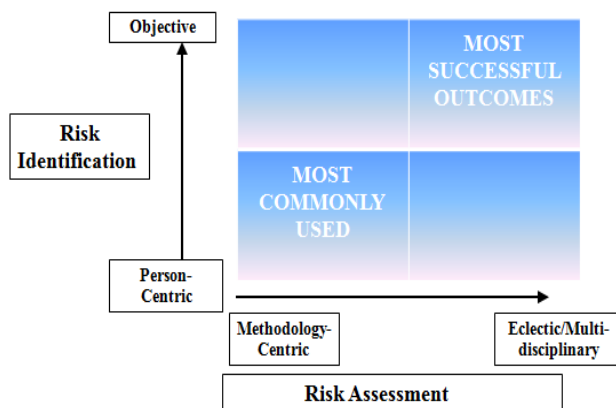 Objective
MOST
SUCCESSFUL
OUTCOMES
Risk
Identification
MOST
COMMONLY
USED
Person-
Centric
Methodology-
Centric
Eclectic/Multi-
disciplinary
Risk Assessment